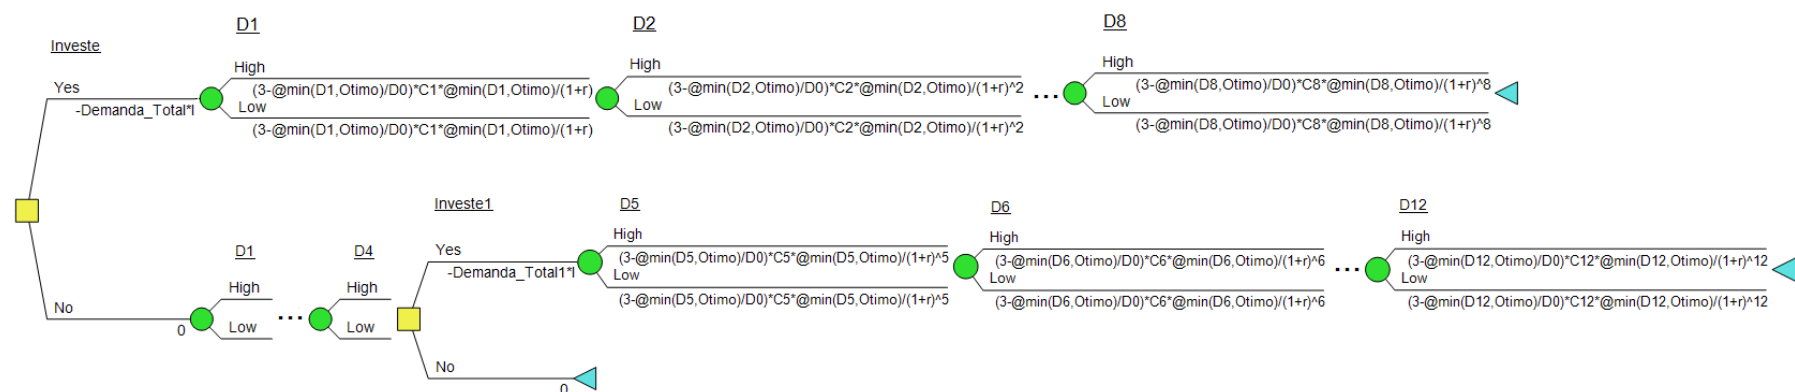 D1
D2
D8
Investe
High
High
High
Yes
(3-@min(D1,Otimo)/D0)*C1*@min(D1,Otimo)/(1+r)
(3-@min(D2,Otimo)/D0)*C2*@min(D2,Otimo)/(1+r)^2
(3-@min(D8,Otimo)/D0)*C8*@min(D8,Otimo)/(1+r)^8
-Demanda_Total*I
Low
Low
...
Low
(3-@min(D1,Otimo)/D0)*C1*@min(D1,Otimo)/(1+r)
(3-@min(D2,Otimo)/D0)*C2*@min(D2,Otimo)/(1+r)^2
(3-@min(D8,Otimo)/D0)*C8*@min(D8,Otimo)/(1+r)^8
Investe1
D5
D6
D12
D1
D4
Yes
High
High
High
-Demanda_Total1*I
(3-@min(D5,Otimo)/D0)*C5*@min(D5,Otimo)/(1+r)^5
(3-@min(D6,Otimo)/D0)*C6*@min(D6,Otimo)/(1+r)^6
(3-@min(D12,Otimo)/D0)*C12*@min(D12,Otimo)/(1+r)^12
Low
Low
...
Low
(3-@min(D5,Otimo)/D0)*C5*@min(D5,Otimo)/(1+r)^5
(3-@min(D6,Otimo)/D0)*C6*@min(D6,Otimo)/(1+r)^6
(3-@min(D12,Otimo)/D0)*C12*@min(D12,Otimo)/(1+r)^12
High
High
No
0
Low
...
Low
No
0